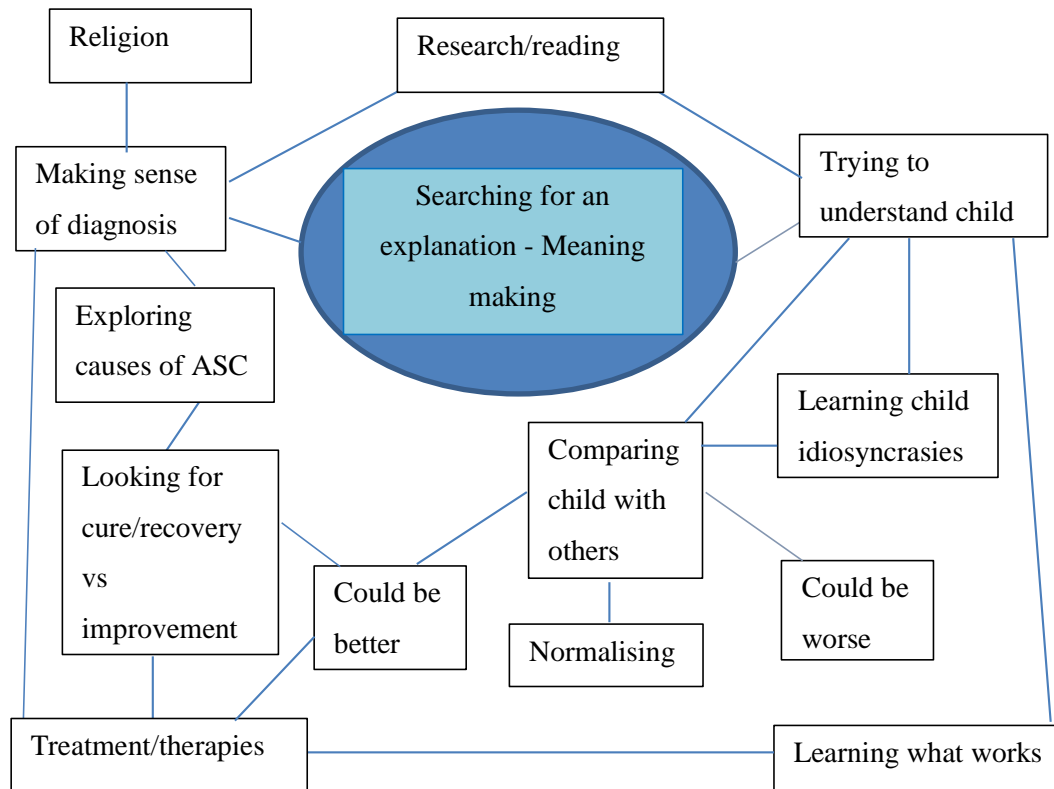 Religion
Research/reading
Making sense
of diagnosis
Searching for an
explanation - Meaning
making
Trying to
understand child
Exploring
causes of ASC
Learning child
idiosyncrasies
Looking for
cure/recovery
vs
improvement
Comparing
child with
others
Could be
better
Could be
worse
Normalising
Treatment/therapies
Learning what works